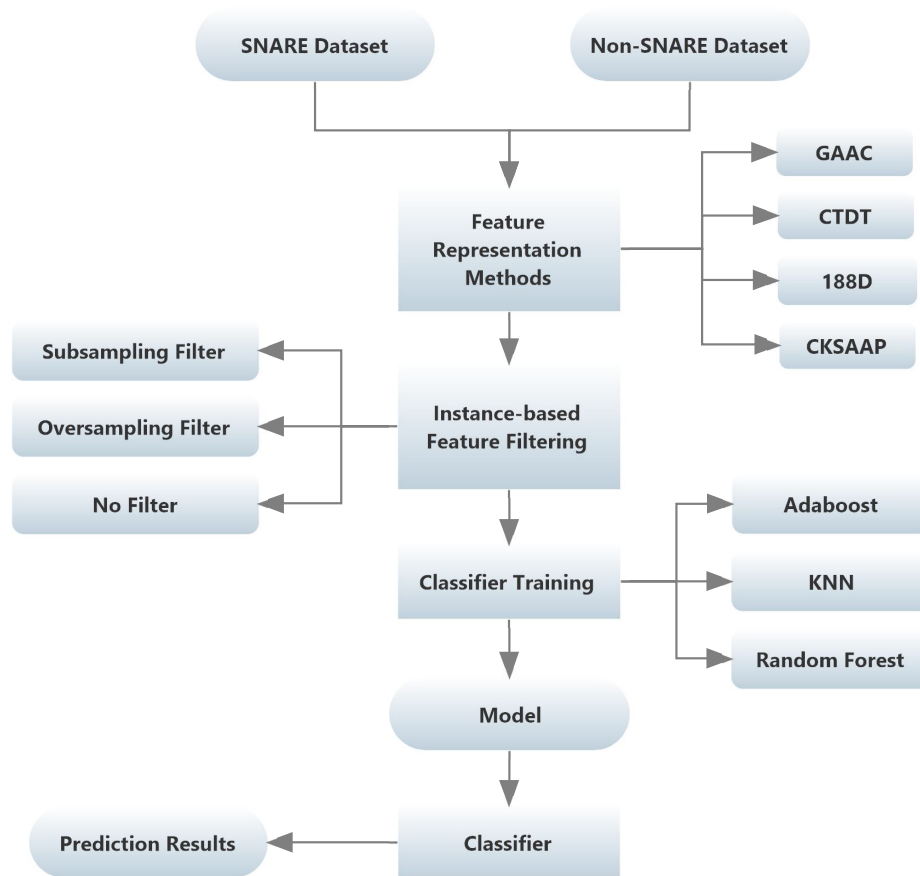 SNARE Dataset
Non-SNARE Dataset
GAAC
Feature
Representation
Methods
CTDT
188D
CKSAAP
Subsampling Filter
Oversampling Filter
No Filter
Instance-based
Feature Filtering
Adaboost
Classifier Training
KNN
Random Forest
Model
Prediction Results
Classifier